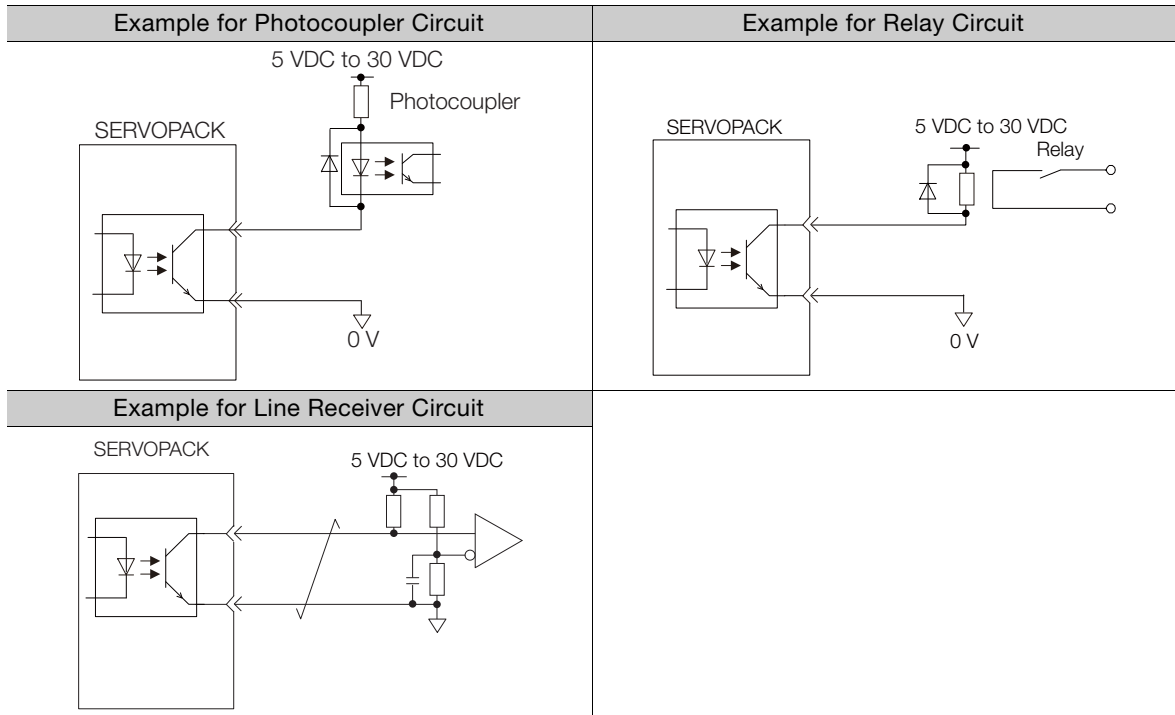 Example for Photocoupler Circuit
Example for Relay Circuit
5 VDC to 30 VDC
Photocoupler
SERVOPACK
0 V
SERVOPACK
5 VDC to 30 VDC
Relay
0 V
Example for Line Receiver Circuit
SERVOPACK
5 VDC to 30 VDC